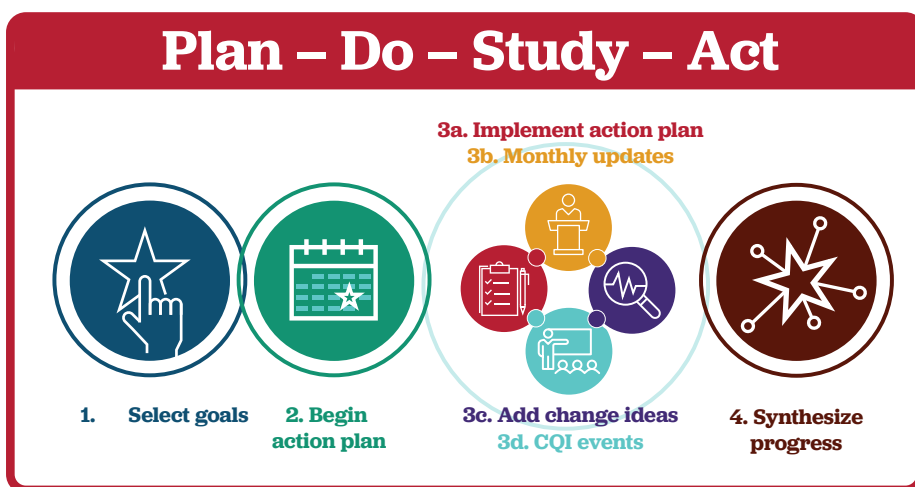 Plan – Do – Study – Act
3a. Implement action plan
3b. Monthly updates
1. Select goals
2. Begin
action plan
3c. Add change ideas
3d. CQI events
4. Synthesize
progress